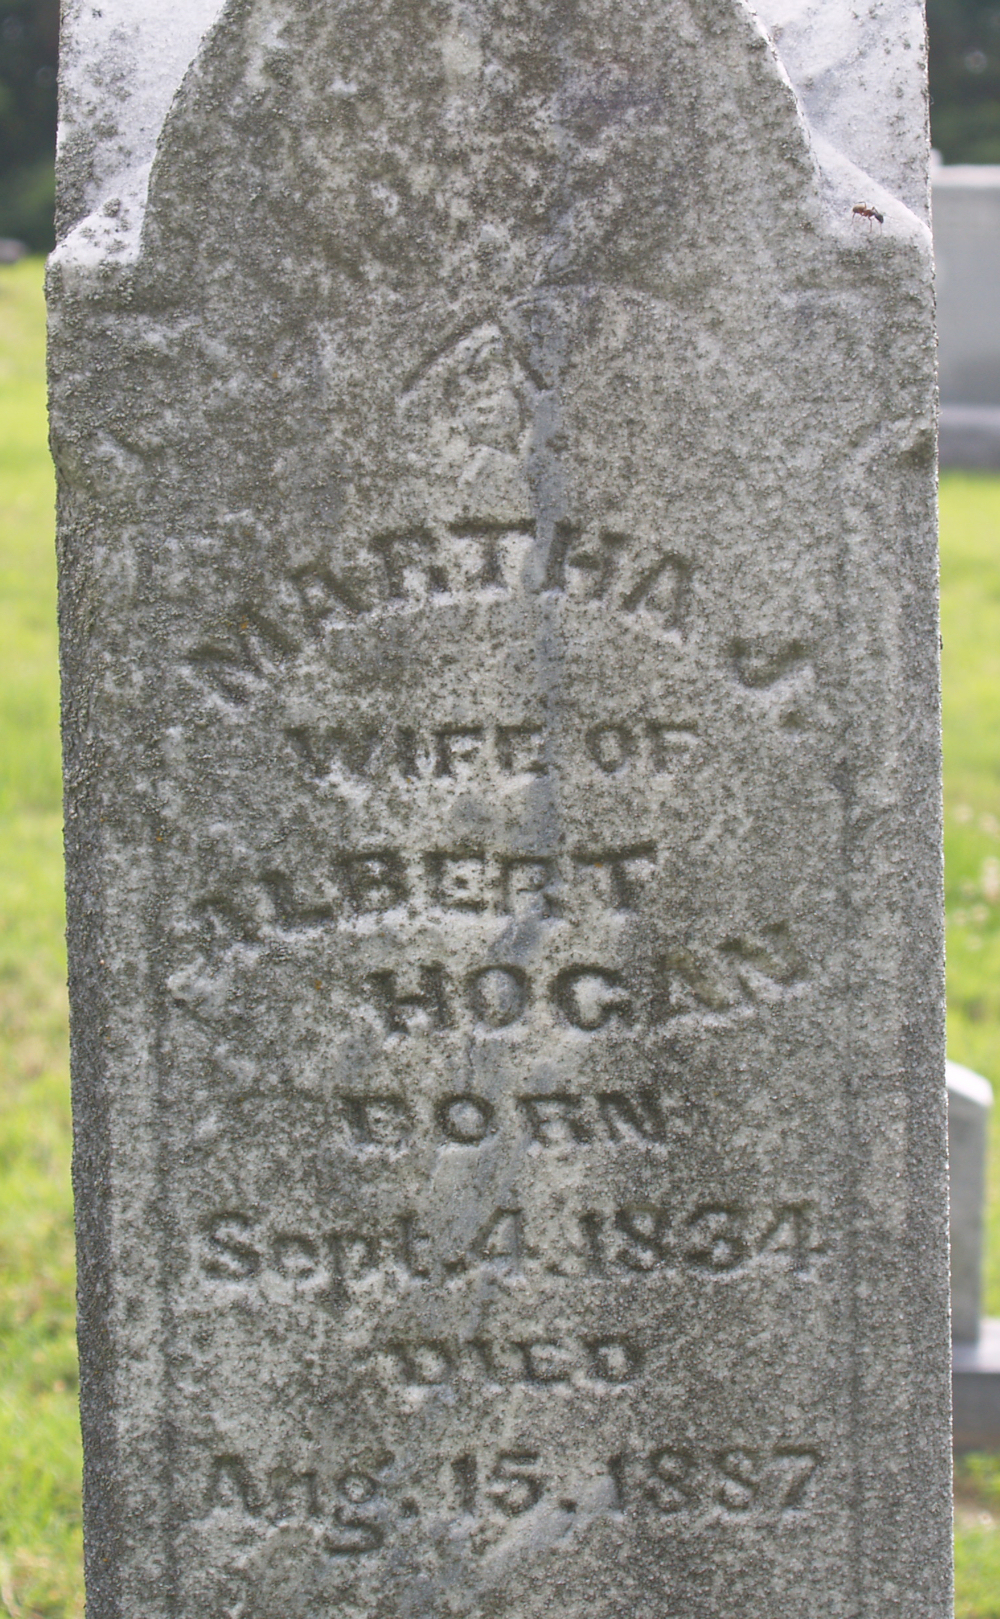 MARTHA J.
WIFE OF
ALBERT
HOGAN
BORN
Sept. 4. 1834
DIED
Aug. 15. 1887